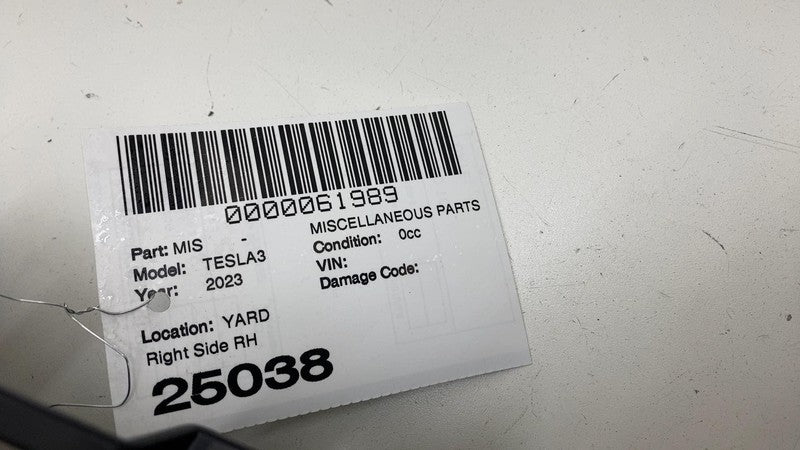 0000061989
Part: MIS - MISCELLANEOUS PARTS
Model: TESLA3 Condition: 0cc
Year: 2023 VIN:
Damage Code:
Location: YARD
Right Side RH
25038